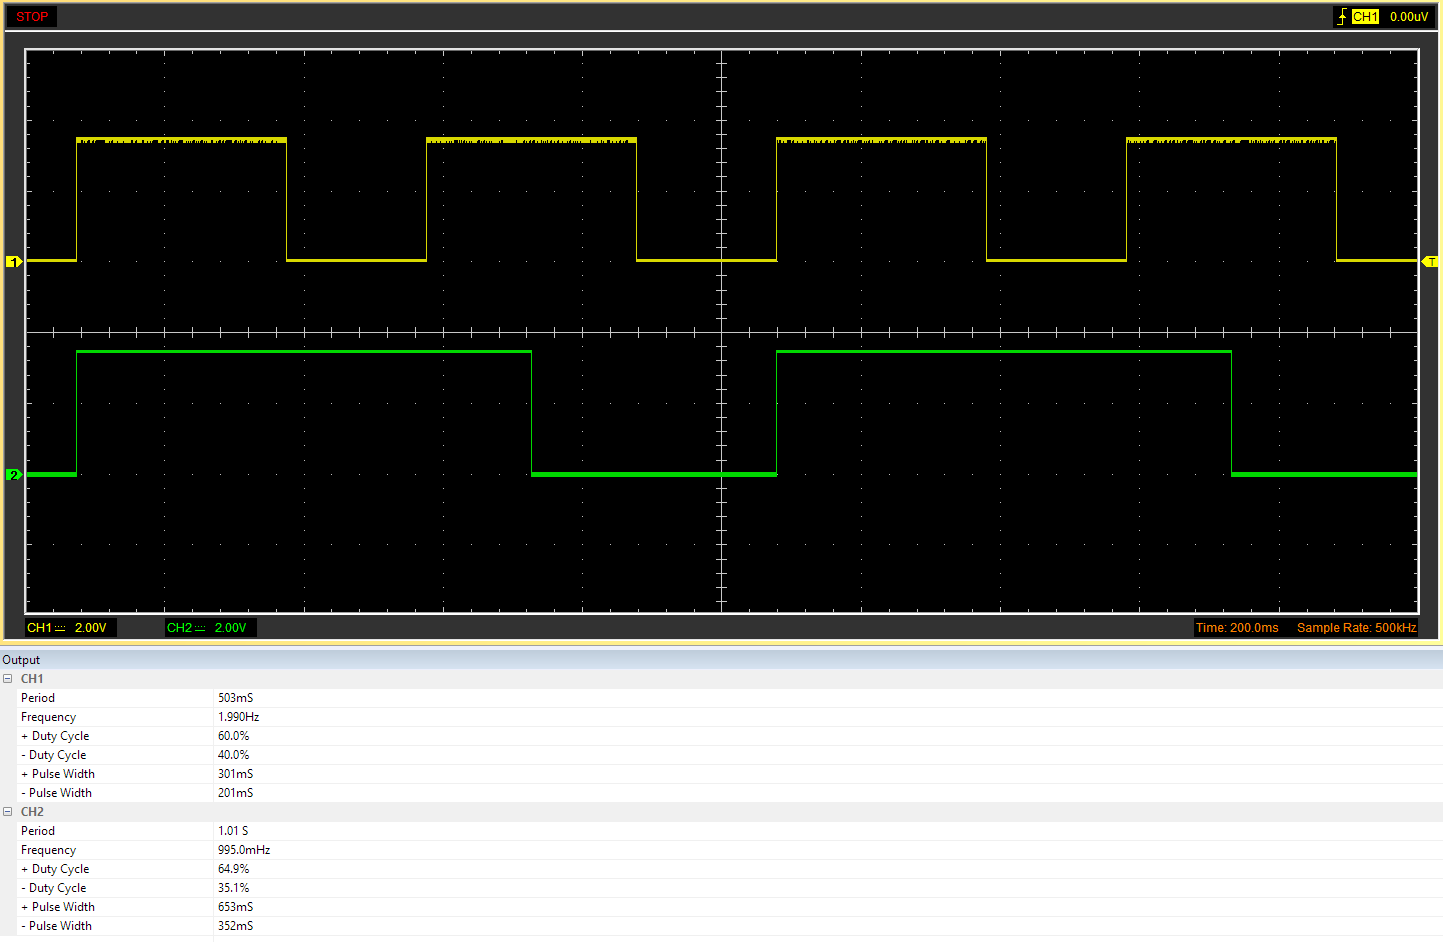 STOP CH1 0.00uV
1 T
2
CH1 2.00V CH2 2.00V Time: 200.0ms Sample Rate: 500kHz
Output
CH1
Period 503mS
Frequency 1.990Hz
+ Duty Cycle 60.0%
- Duty Cycle 40.0%
+ Pulse Width 301mS
- Pulse Width 201mS
CH2
Period 1.01 S
Frequency 995.0mHz
+ Duty Cycle 64.9%
- Duty Cycle 35.1%
+ Pulse Width 653mS
- Pulse Width 352mS